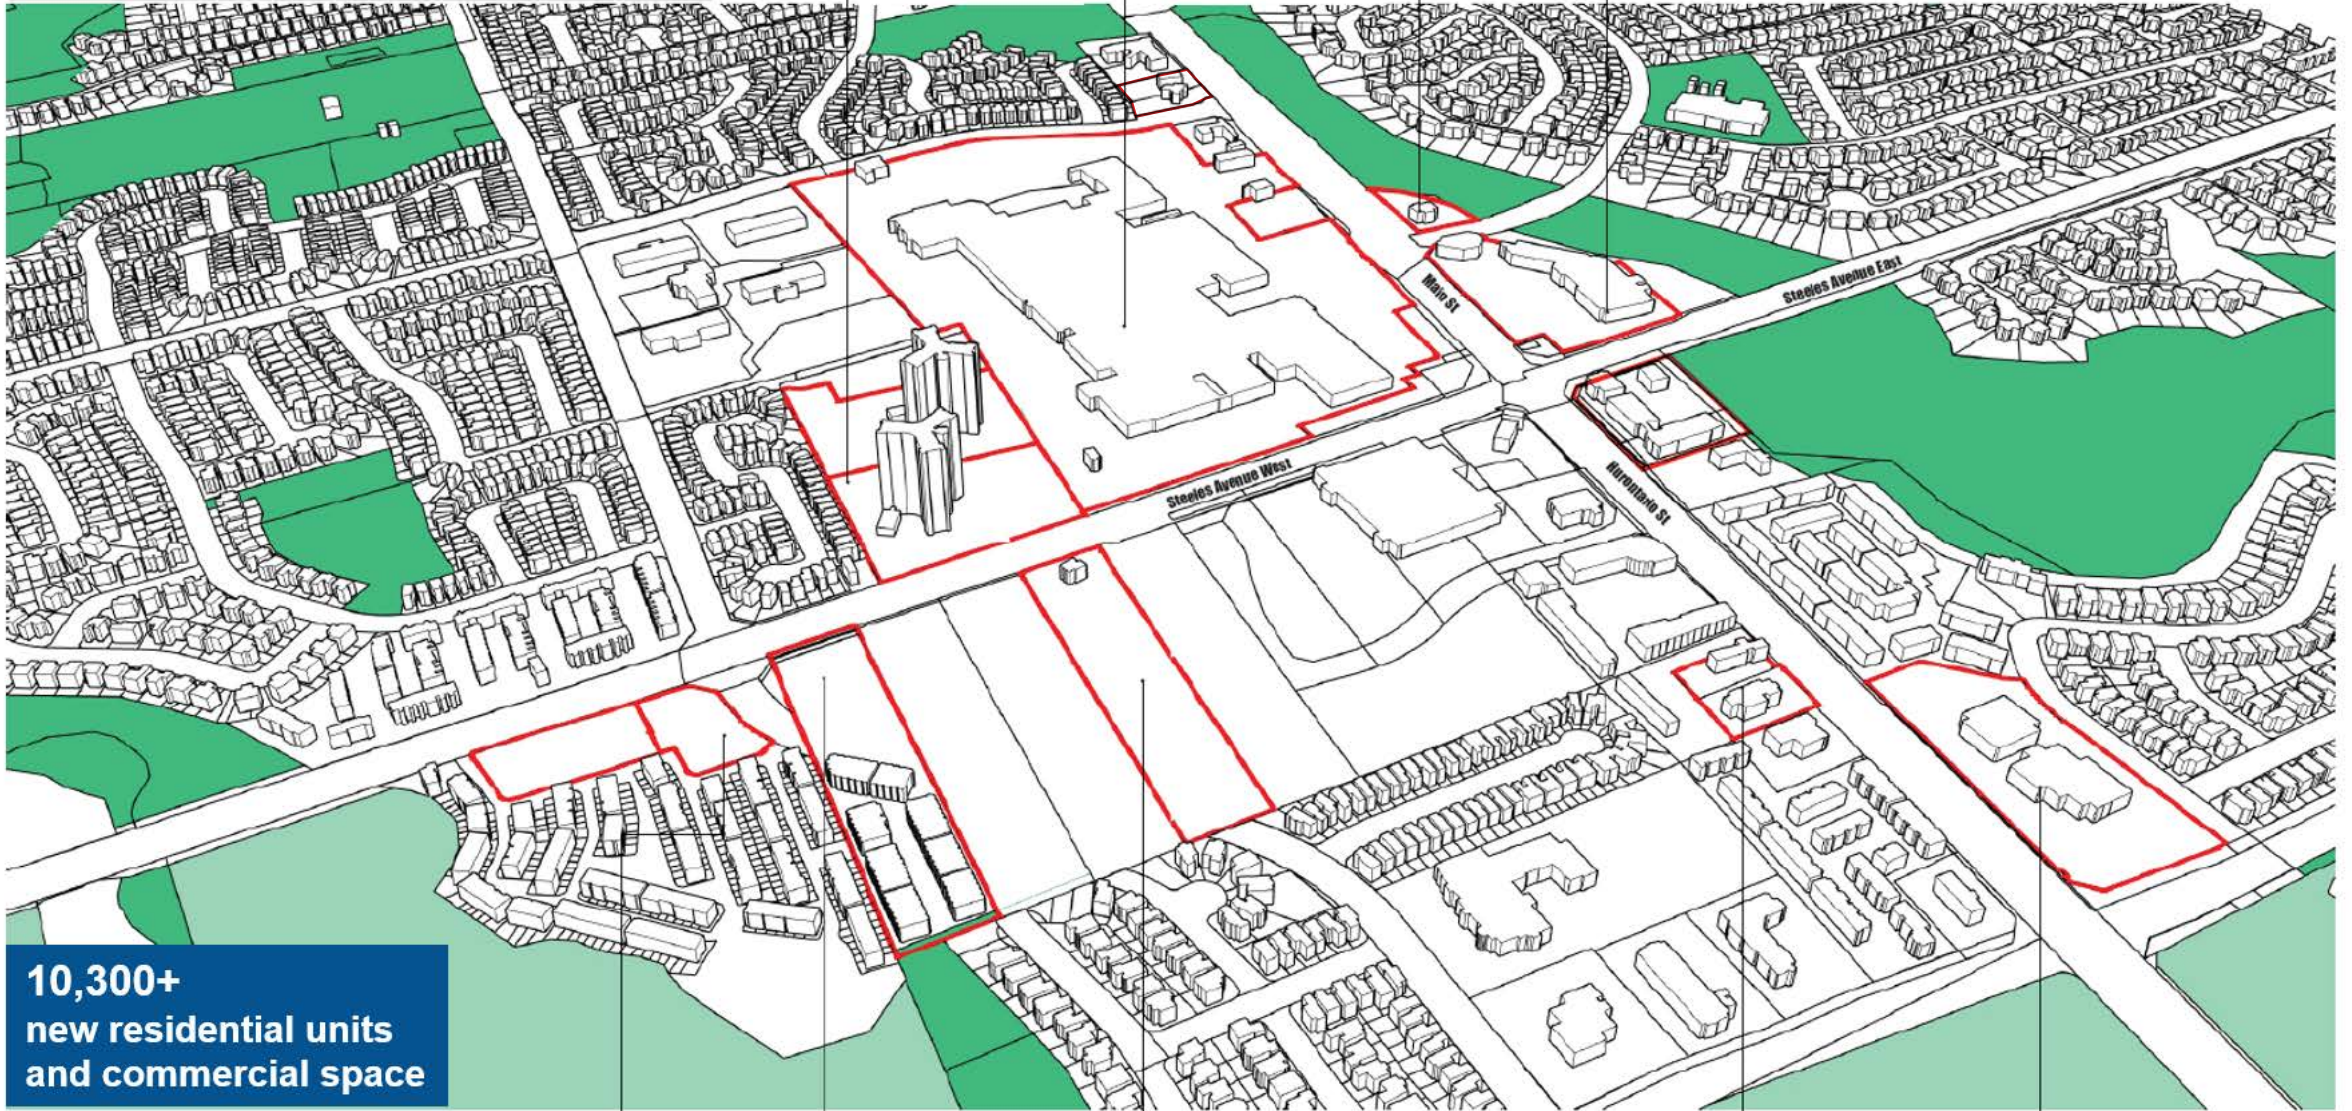 Main St
Steeles Avenue East
Steeles Avenue West
Hurontario St
10,300+
new residential units
and commercial space